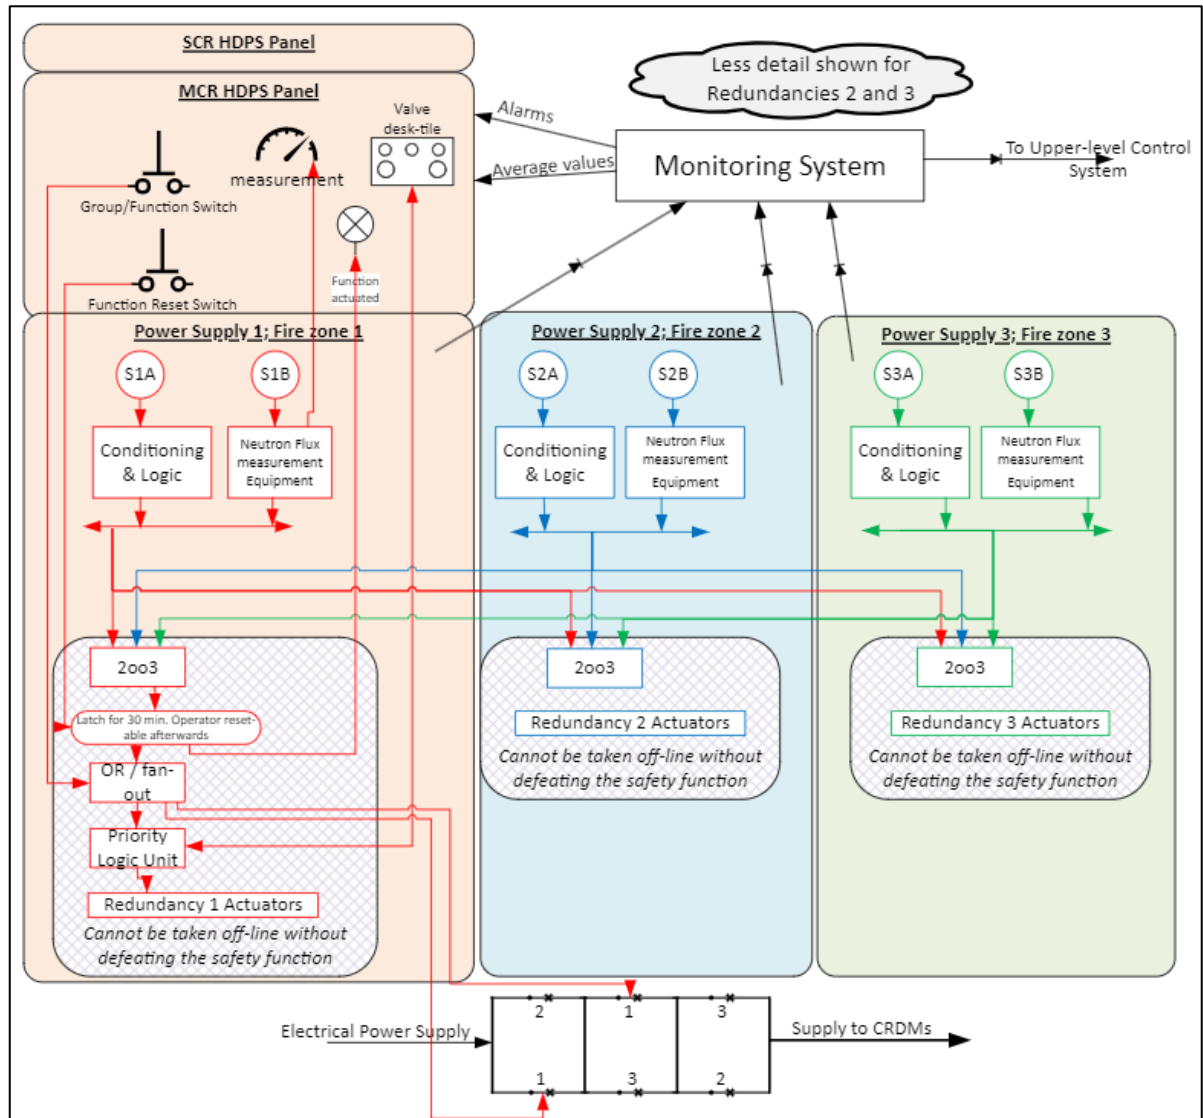 SCR HDPS Panel
MCR HDPS Panel
Valve
desk-tile
measurement
Group/Function Switch
Function Reset Switch
Function
actuated
Less detail shown for
Redundancies 2 and 3
Alarms
Average values
Monitoring System
To Upper-level Control
System
Power Supply 1; Fire zone 1
S1A
S1B
Conditioning
& Logic
Neutron Flux
measurement
Equipment
2oo3
Latch for 30 min. Operator reset-
able afterwards
OR / fan-
out
Priority
Logic Unit
Redundancy 1 Actuators
Cannot be taken off-line without
defeating the safety function
Power Supply 2; Fire zone 2
S2A
S2B
Conditioning
& Logic
Neutron Flux
measurement
Equipment
2oo3
Redundancy 2 Actuators
Cannot be taken off-line without
defeating the safety function
Power Supply 3; Fire zone 3
S3A
S3B
Conditioning
& Logic
Neutron Flux
measurement
Equipment
2oo3
Redundancy 3 Actuators
Cannot be taken off-line without
defeating the safety function
Electrical Power Supply
2
1
3
1
3
2
Supply to CRDMs